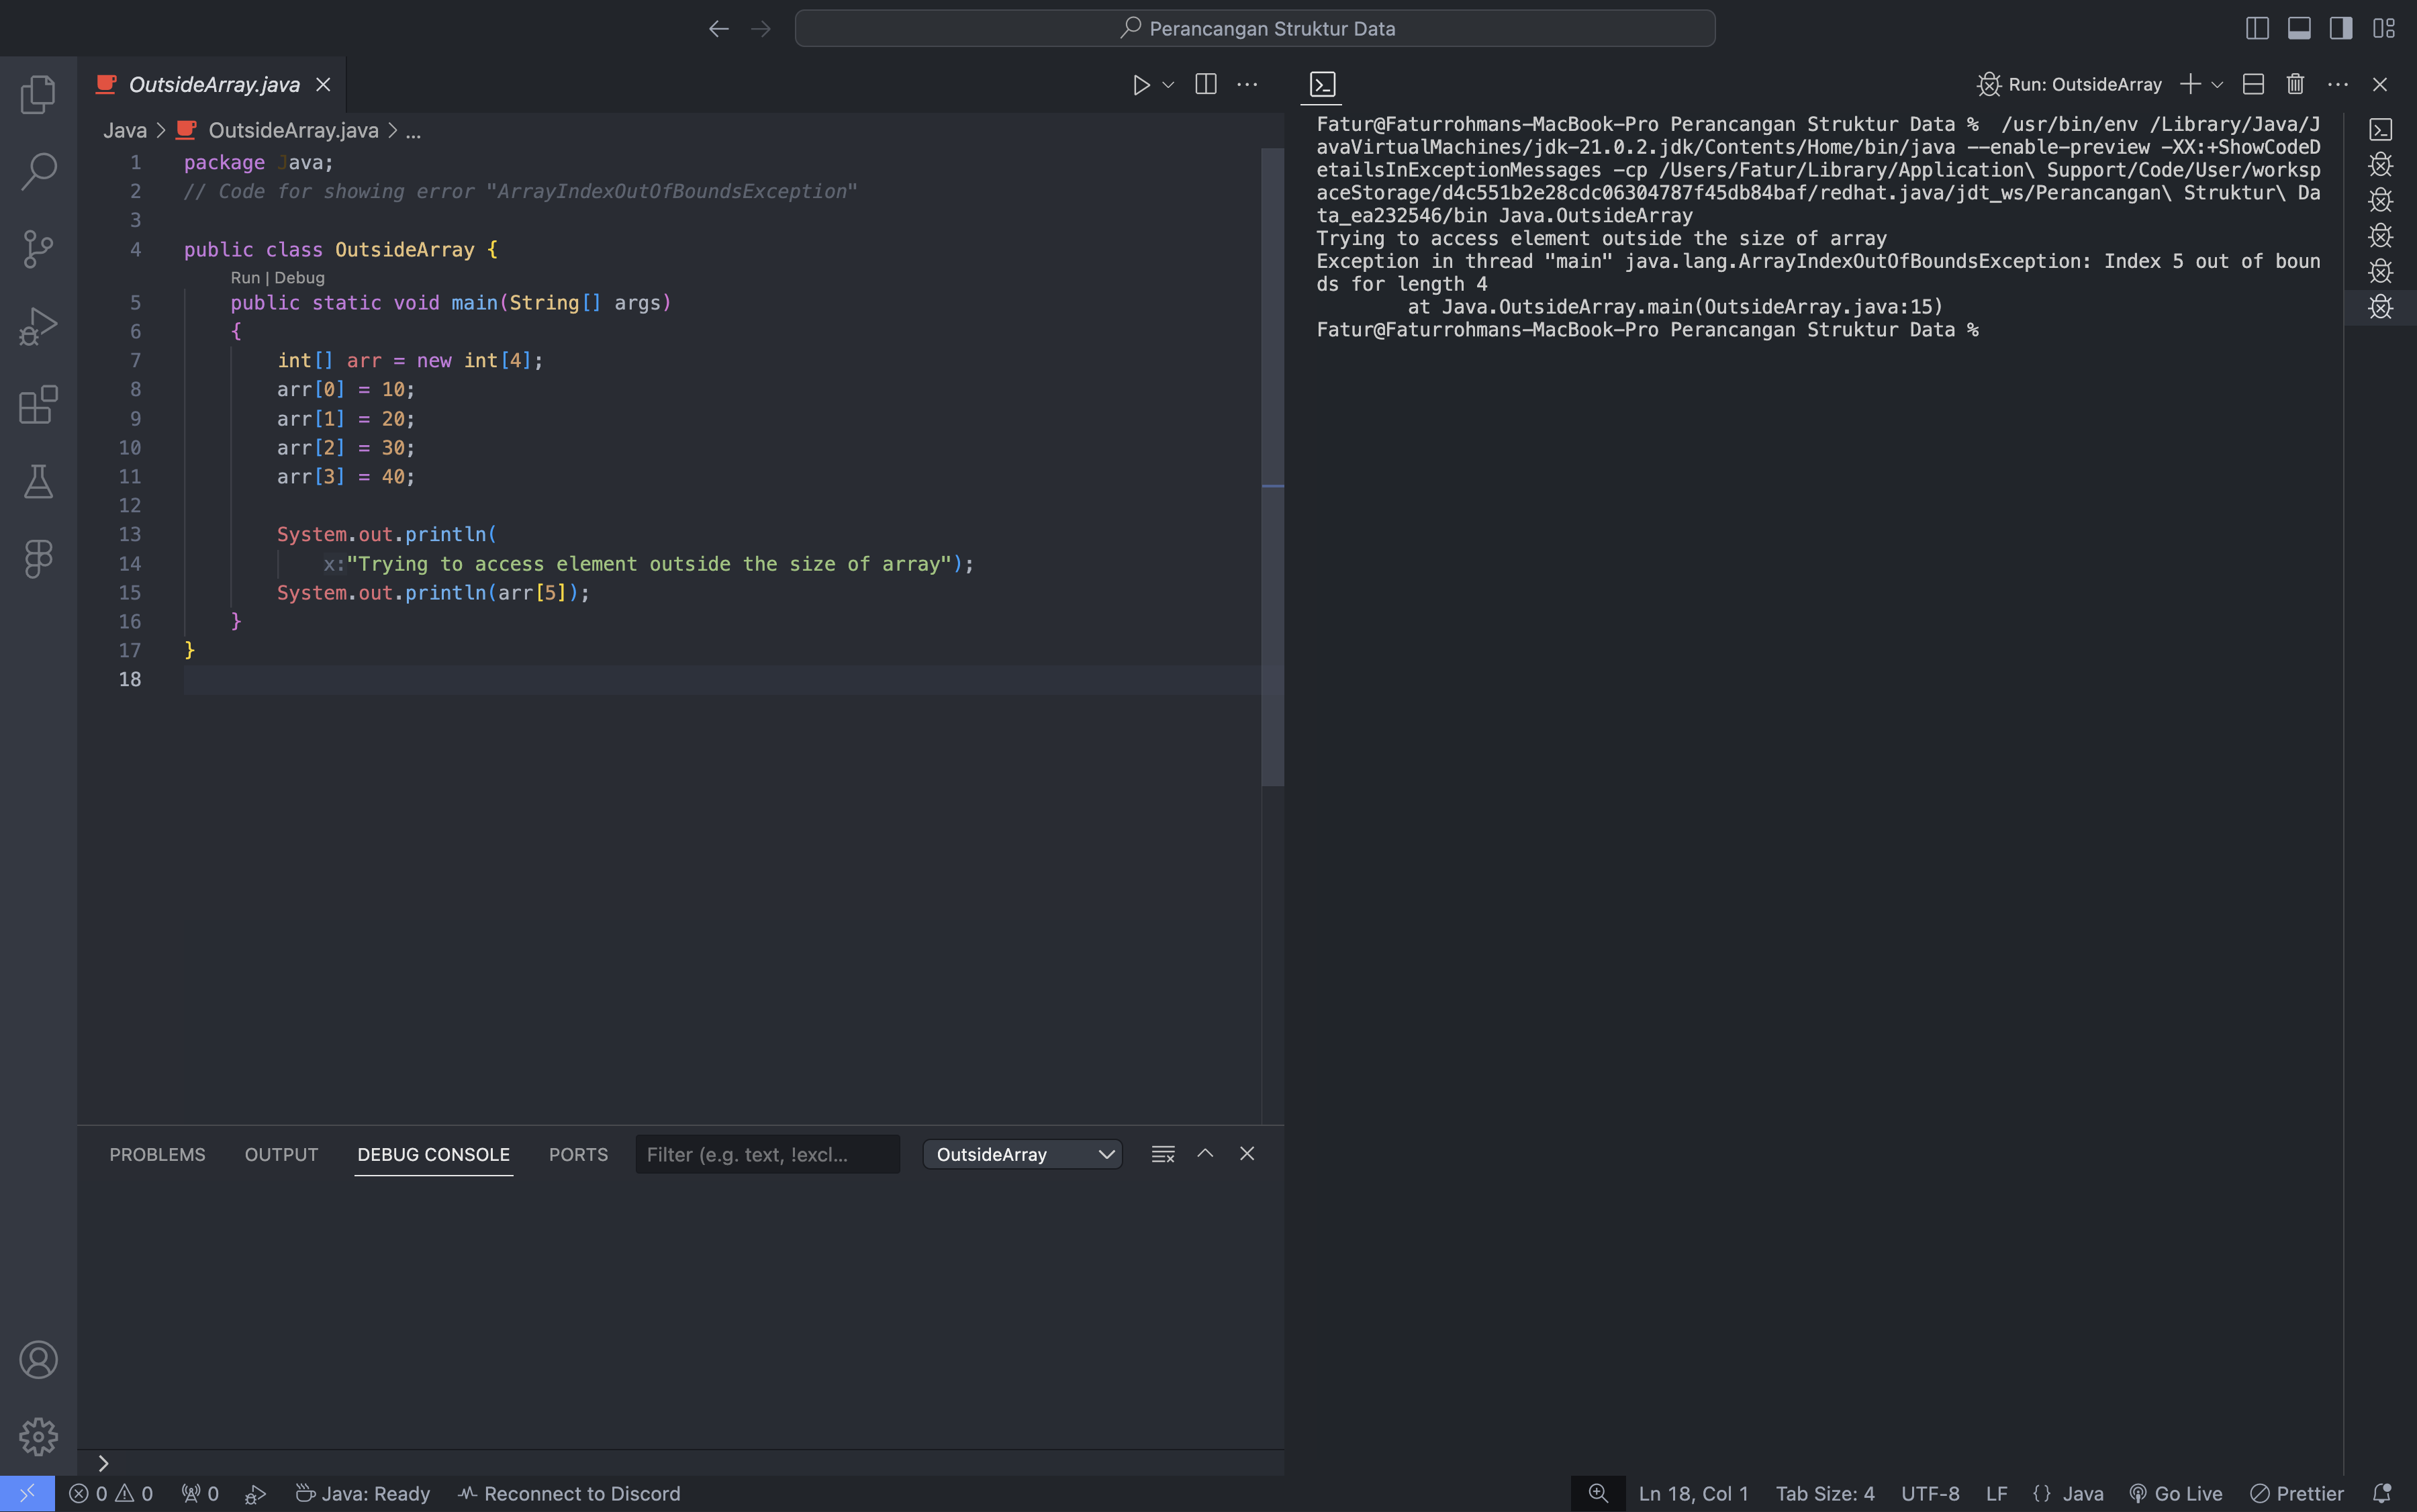 Perancangan Struktur Data
OutsideArray.java
Java > OutsideArray.java > ...
1 package Java;
2 // Code for showing error "ArrayIndexOutOfBoundsException"
3
4 public class OutsideArray {
Run | Debug
5 public static void main(String[] args)
6 {
7 int[] arr = new int[4];
8 arr[0] = 10;
9 arr[1] = 20;
10 arr[2] = 30;
11 arr[3] = 40;
12
13 System.out.println(
14 x:"Trying to access element outside the size of array");
15 System.out.println(arr[5]);
16 }
17 }
18
Run: OutsideArray
Fatur@Faturrohmans-MacBook-Pro Perancangan Struktur Data %  /usr/bin/env /Library/Java/J
avaVirtualMachines/jdk-21.0.2.jdk/Contents/Home/bin/java --enable-preview -XX:+ShowCodeD
etailsInExceptionMessages -cp /Users/Fatur/Library/Application\ Support/Code/User/worksp
aceStorage/d4c551b2e28cdc06304787f45db84baf/redhat.java/jdt_ws/Perancangan\ Struktur\ Da
ta_ea232546/bin Java.OutsideArray
Trying to access element outside the size of array
Exception in thread "main" java.lang.ArrayIndexOutOfBoundsException: Index 5 out of boun
ds for length 4
at Java.OutsideArray.main(OutsideArray.java:15)
Fatur@Faturrohmans-MacBook-Pro Perancangan Struktur Data %
PROBLEMS OUTPUT DEBUG CONSOLE PORTS Filter (e.g. text, !excl... OutsideArray
0 0 0 Java: Ready Reconnect to Discord Ln 18, Col 1 Tab Size: 4 UTF-8 LF {} Java Go Live Prettier